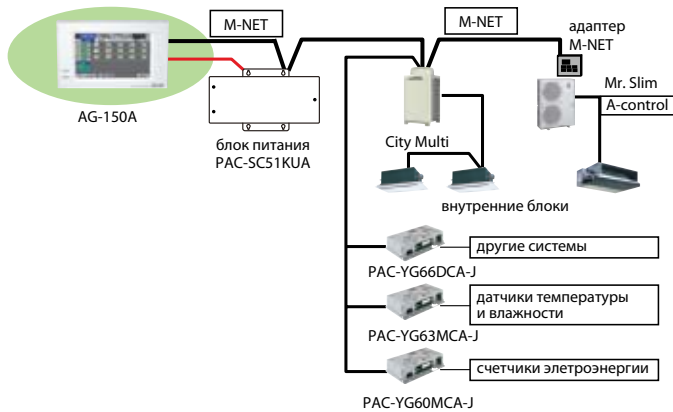 M-NET
M-NET
адаптер
M-NET
Mr. Slim
A-control
AG-150A
блок питания
PAC-SC51KUA
City Multi
внутренние блоки
другие системы
PAC-YG66DCA-J
датчики температуры
и влажности
PAC-YG63MCA-J
счетчики элетроэнергии
PAC-YG60MCA-J